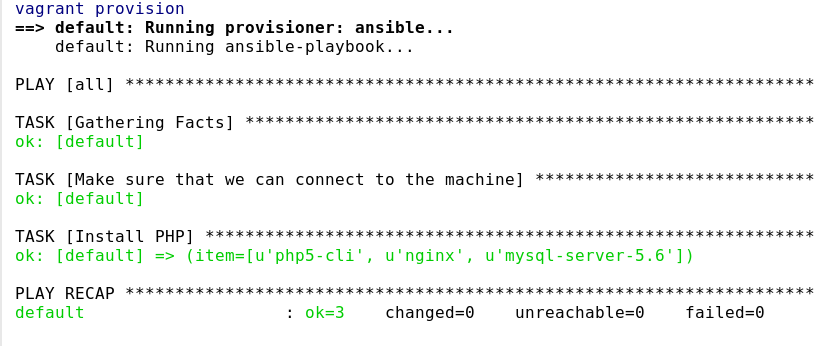 vagrant provision
==> default: Running provisioner: ansible...
    default: Running ansible-playbook...
PLAY [all] *********************************************************************
TASK [Gathering Facts] *********************************************************
ok: [default]
TASK [Make sure that we can connect to the machine] ****************************
ok: [default]
TASK [Install PHP] *************************************************************
ok: [default] => (item=[u'php5-cli', u'nginx', u'mysql-server-5.6'])
PLAY RECAP *********************************************************************
default                    : ok=3    changed=0    unreachable=0    failed=0